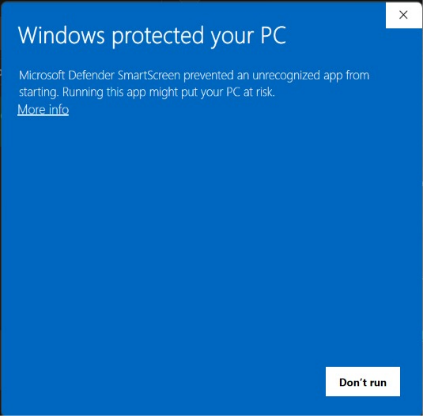 Windows protected your PC
Microsoft Defender SmartScreen prevented an unrecognized app from
starting. Running this app might put your PC at risk.
More info
Don't run